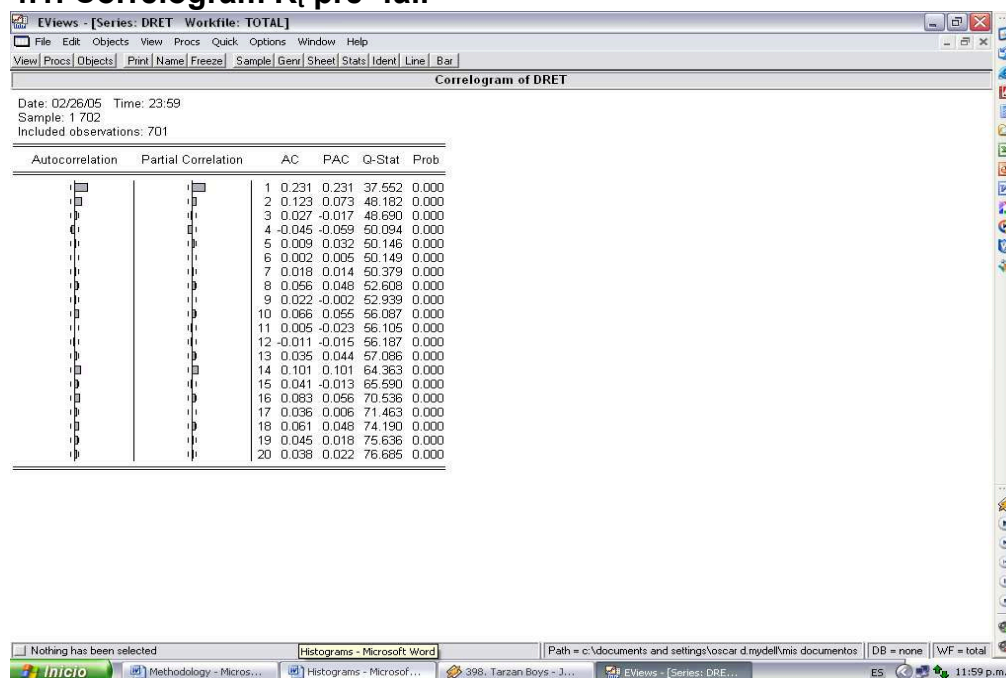 4.1. Correlogram Rt pre- fall
EViews - [Series: DRET Workfile: TOTAL]
File Edit Objects View Procs Quick Options Window Help
View Procs Objects Print Name Freeze Sample Genr Sheet Stats Ident Line Bar
Correlogram of DRET
Date: 02/26/05 Time: 23:59
Sample: 1 702
Included observations: 701
Autocorrelation Partial Correlation AC PAC Q-Stat Prob
1 0.231 0.231 37.552 0.000
2 0.123 0.073 48.182 0.000
3 0.027 -0.017 48.690 0.000
4 -0.045 -0.059 50.094 0.000
5 0.009 0.032 50.146 0.000
6 0.002 0.005 50.149 0.000
7 0.018 0.014 50.379 0.000
8 0.056 0.048 52.608 0.000
9 0.022 -0.002 52.939 0.000
10 0.066 0.055 56.087 0.000
11 0.005 -0.023 56.105 0.000
12 -0.011 -0.015 56.187 0.000
13 0.035 0.044 57.086 0.000
14 0.101 0.101 64.363 0.000
15 0.041 -0.013 65.590 0.000
16 0.083 0.056 70.536 0.000
17 0.036 0.006 71.463 0.000
18 0.061 0.048 74.190 0.000
19 0.045 0.018 75.636 0.000
20 0.038 0.022 76.685 0.000
Nothing has been selected Histograms - Microsoft Word Path = c:\documents and settings\oscar d.mydell\mis documentos DB = none WF = total
Inicio Methodology - Micros... Histograms - Microsof... 398. Tarzan Boys - J... EViews - [Series: DRE... ES 11:59 p.m.